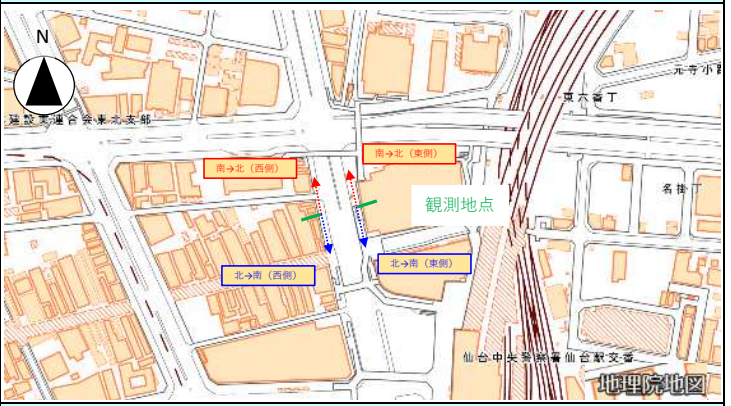 N
元寺小路
東六番丁
建設業連合会東北支部
南→北（東側）
南→北（西側）
名掛丁
観測地点
北→南（東側）
北→南（西側）
仙台中央警察署仙台駅交番
地理院地図